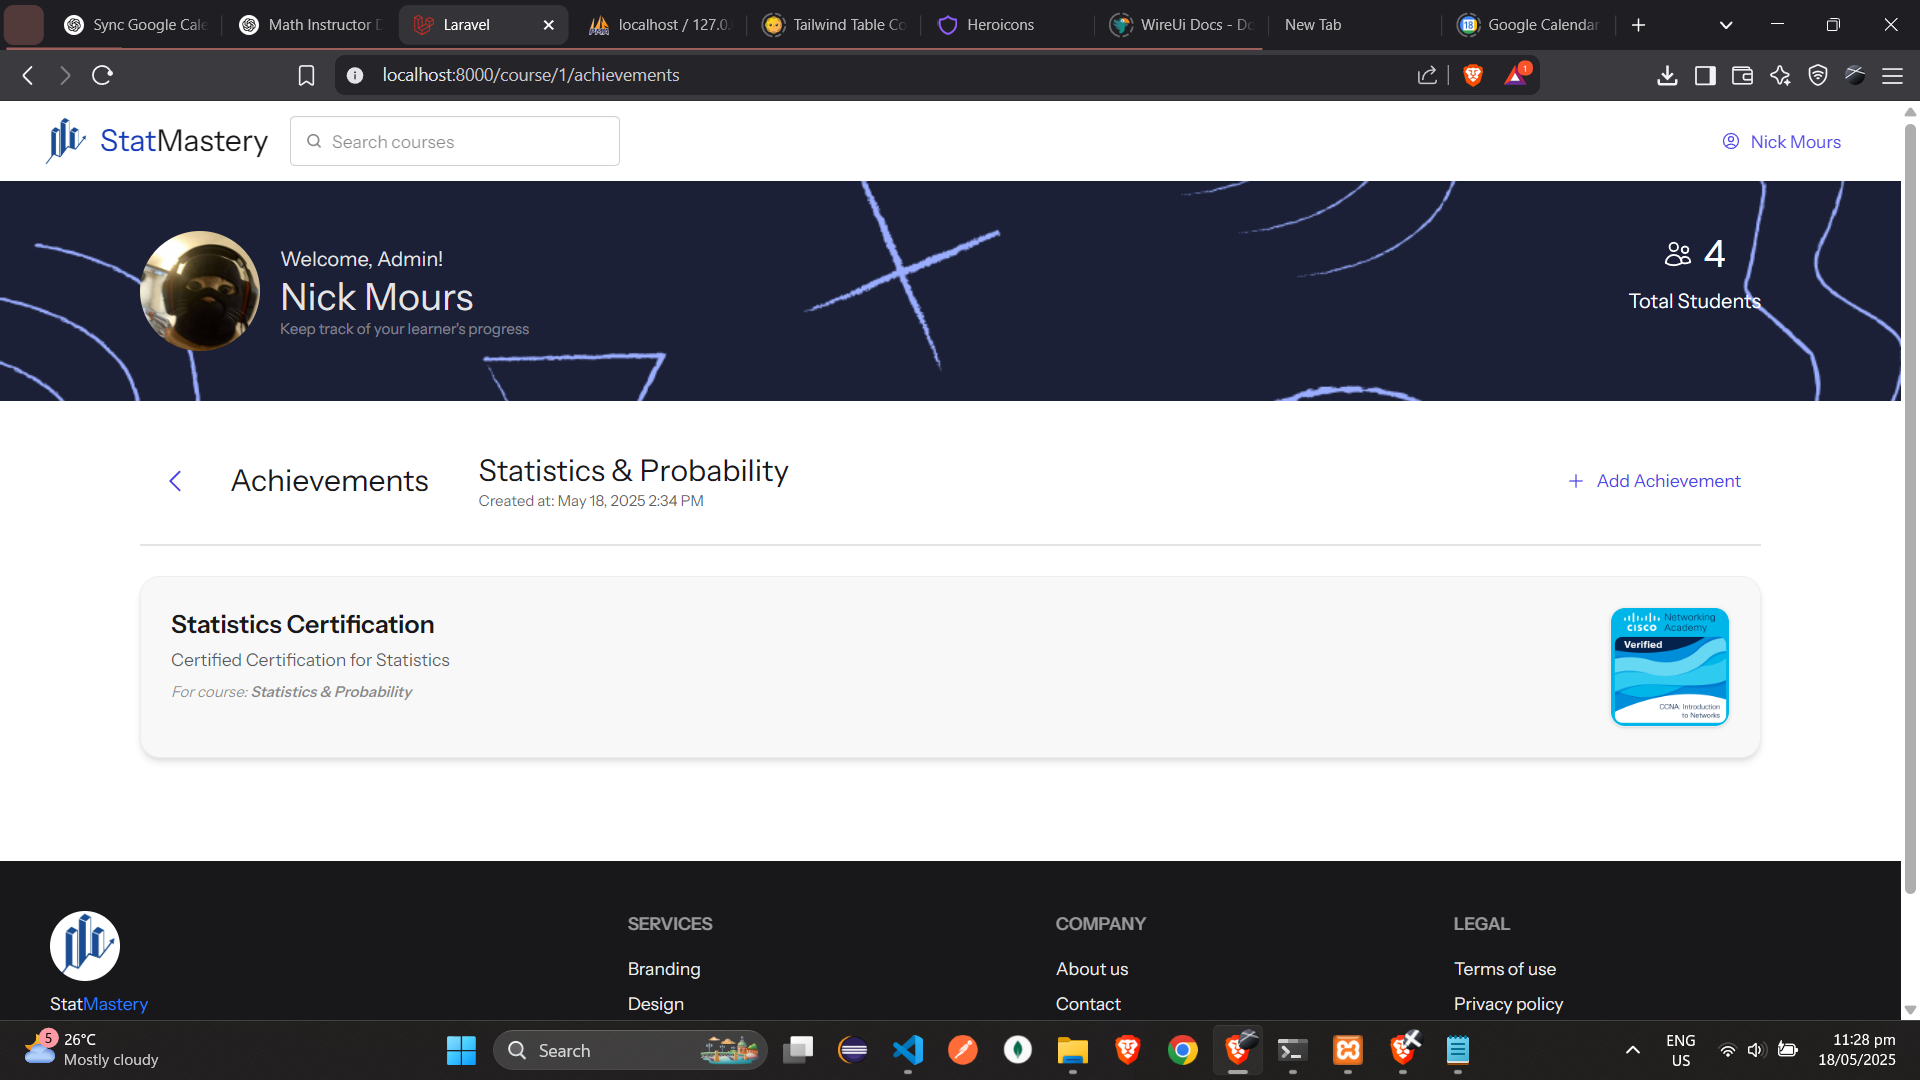 Sync Google Cale
Math Instructor D
Laravel
localhost / 127.0.
Tailwind Table Co
Heroicons
WireUi Docs - Do
New Tab
Google Calendar
localhost:8000/course/1/achievements
1
StatMastery
Search courses
Nick Mours
Welcome, Admin!
Nick Mours
Keep track of your learner's progress
4
Total Students
Achievements
Statistics & Probability
Created at: May 18, 2025 2:34 PM
Add Achievement
Statistics Certification
Certified Certification for Statistics
For course: Statistics & Probability
CISCO Networking
Academy
Verified
CCNA: Introduction
to Networks
StatMastery
SERVICES
Branding
Design
COMPANY
About us
Contact
LEGAL
Terms of use
Privacy policy
5
26°C
Mostly cloudy
Search
ENG
US
11:28 pm
18/05/2025